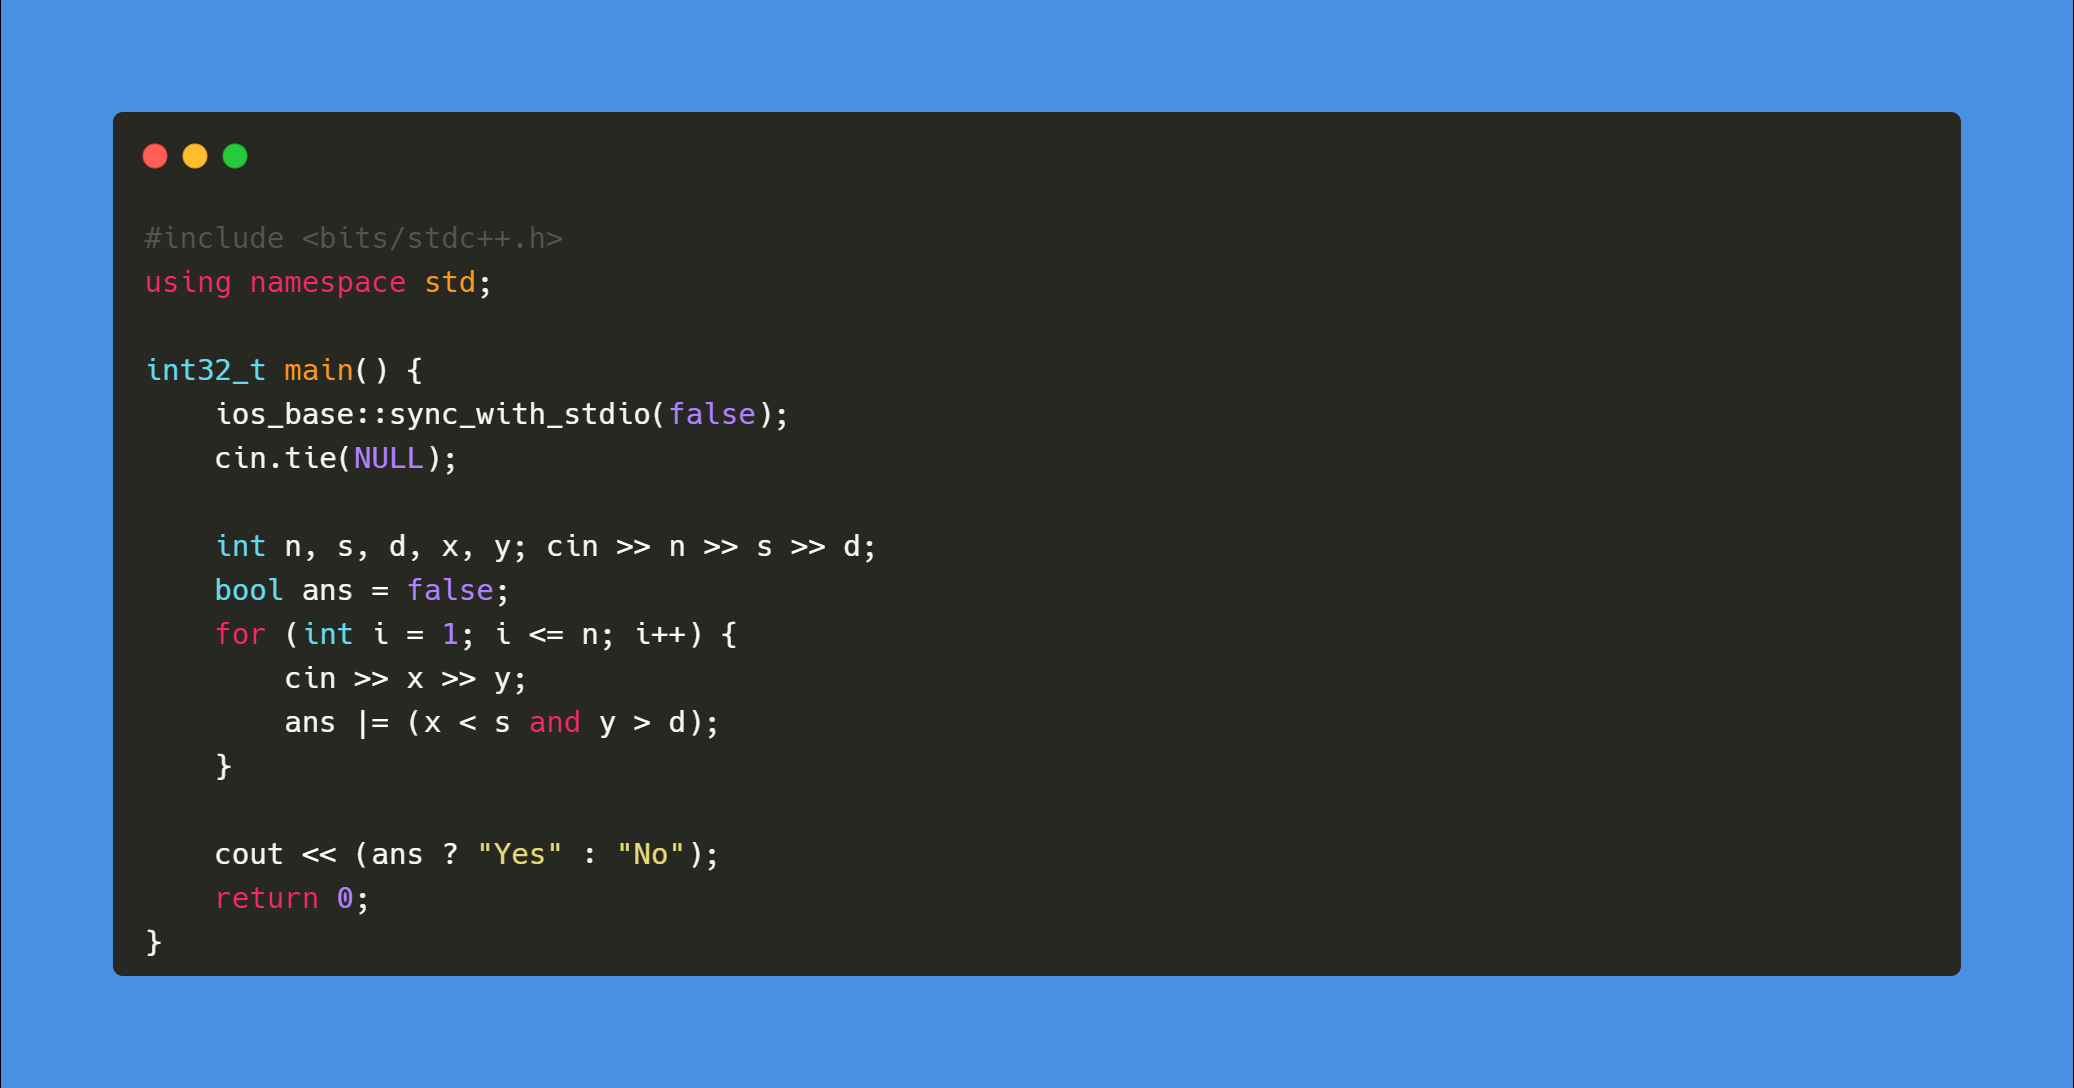 #include <bits/stdc++.h>
using namespace std;

int32_t main() {
    ios_base::sync_with_stdio(false);
    cin.tie(NULL);

    int n, s, d, x, y; cin >> n >> s >> d;
    bool ans = false;
    for (int i = 1; i <= n; i++) {
        cin >> x >> y;
        ans |= (x < s and y > d);
    }

    cout << (ans ? "Yes" : "No");
    return 0;
}